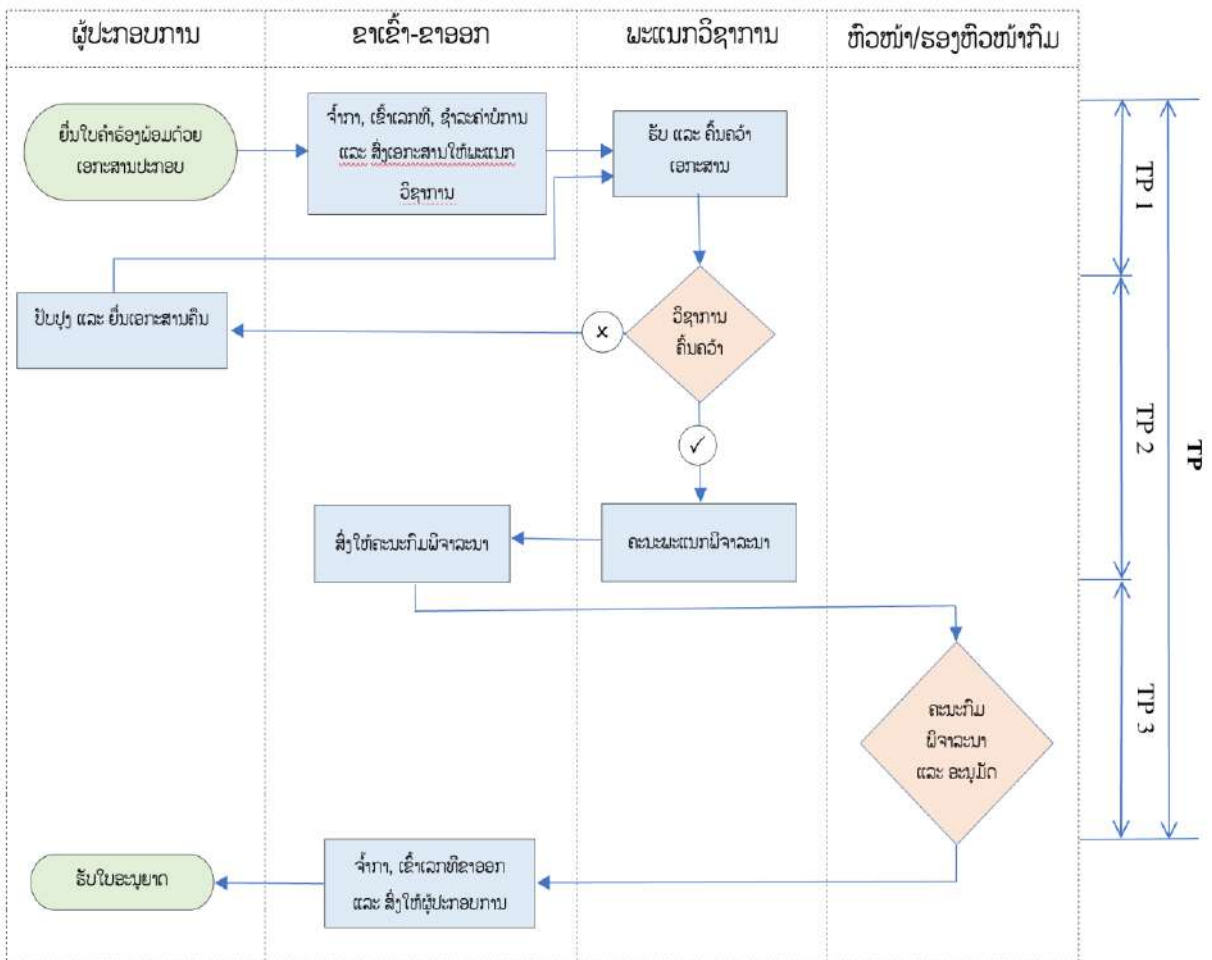 ຜູ້ປະກອບການ
ຂາເຂົ້າ-ຂາອອກ
ພະແນກວິຊາການ
ຫົວໜ້າ/ຮອງຫົວໜ້າກົມ
ຍື່ນໃບຄຳຮ້ອງພ້ອມດ້ວຍ
ເອກະສານປະກອບ
ຈ້ຳກາ, ເຂົ້າເລກທີ, ຊຳລະຄ່າບໍການ
ແລະ ສົ່ງເອກະສານໃຫ້ພະແນກ
ວິຊາການ
ຮັບ ແລະ ຄົ້ນຄວ້າ
ເອກະສານ
TP 1
ປັບປຸງ ແລະ ຍື່ນເອກະສານຄືນ
x
ວິຊາການ
ຄົ້ນຄວ້າ
✓
TP 2
TP
ສົ່ງໃຫ້ຄະນະກົມພິຈາລະນາ
ຄະນະພະແນກພິຈາລະນາ
ຄະນະກົມ
ພິຈາລະນາ
ແລະ ອະນຸມັດ
TP 3
ຮັບໃບອະນຸຍາດ
ຈ້ຳກາ, ເຂົ້າເລກທີຂາອອກ
ແລະ ສົ່ງໃຫ້ຜູ້ປະກອບການ